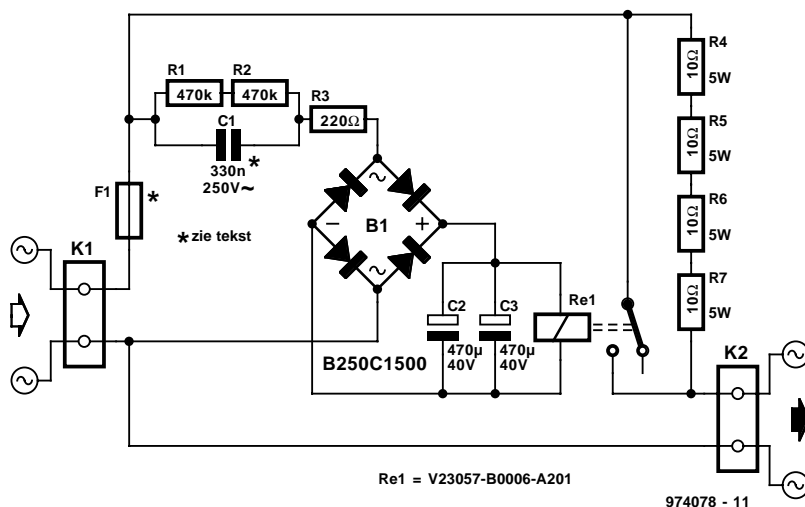 R1
R2
470k
470k
R3
220Ω
C1
330n
250V~
*
F1
*
* zie tekst
K1
B1
−
+
B250C1500
C2
470µ
40V
C3
470µ
40V
Re1
R4
10Ω
5W
R5
10Ω
5W
R6
10Ω
5W
R7
10Ω
5W
K2
Re1 = V23057-B0006-A201
974078 - 11